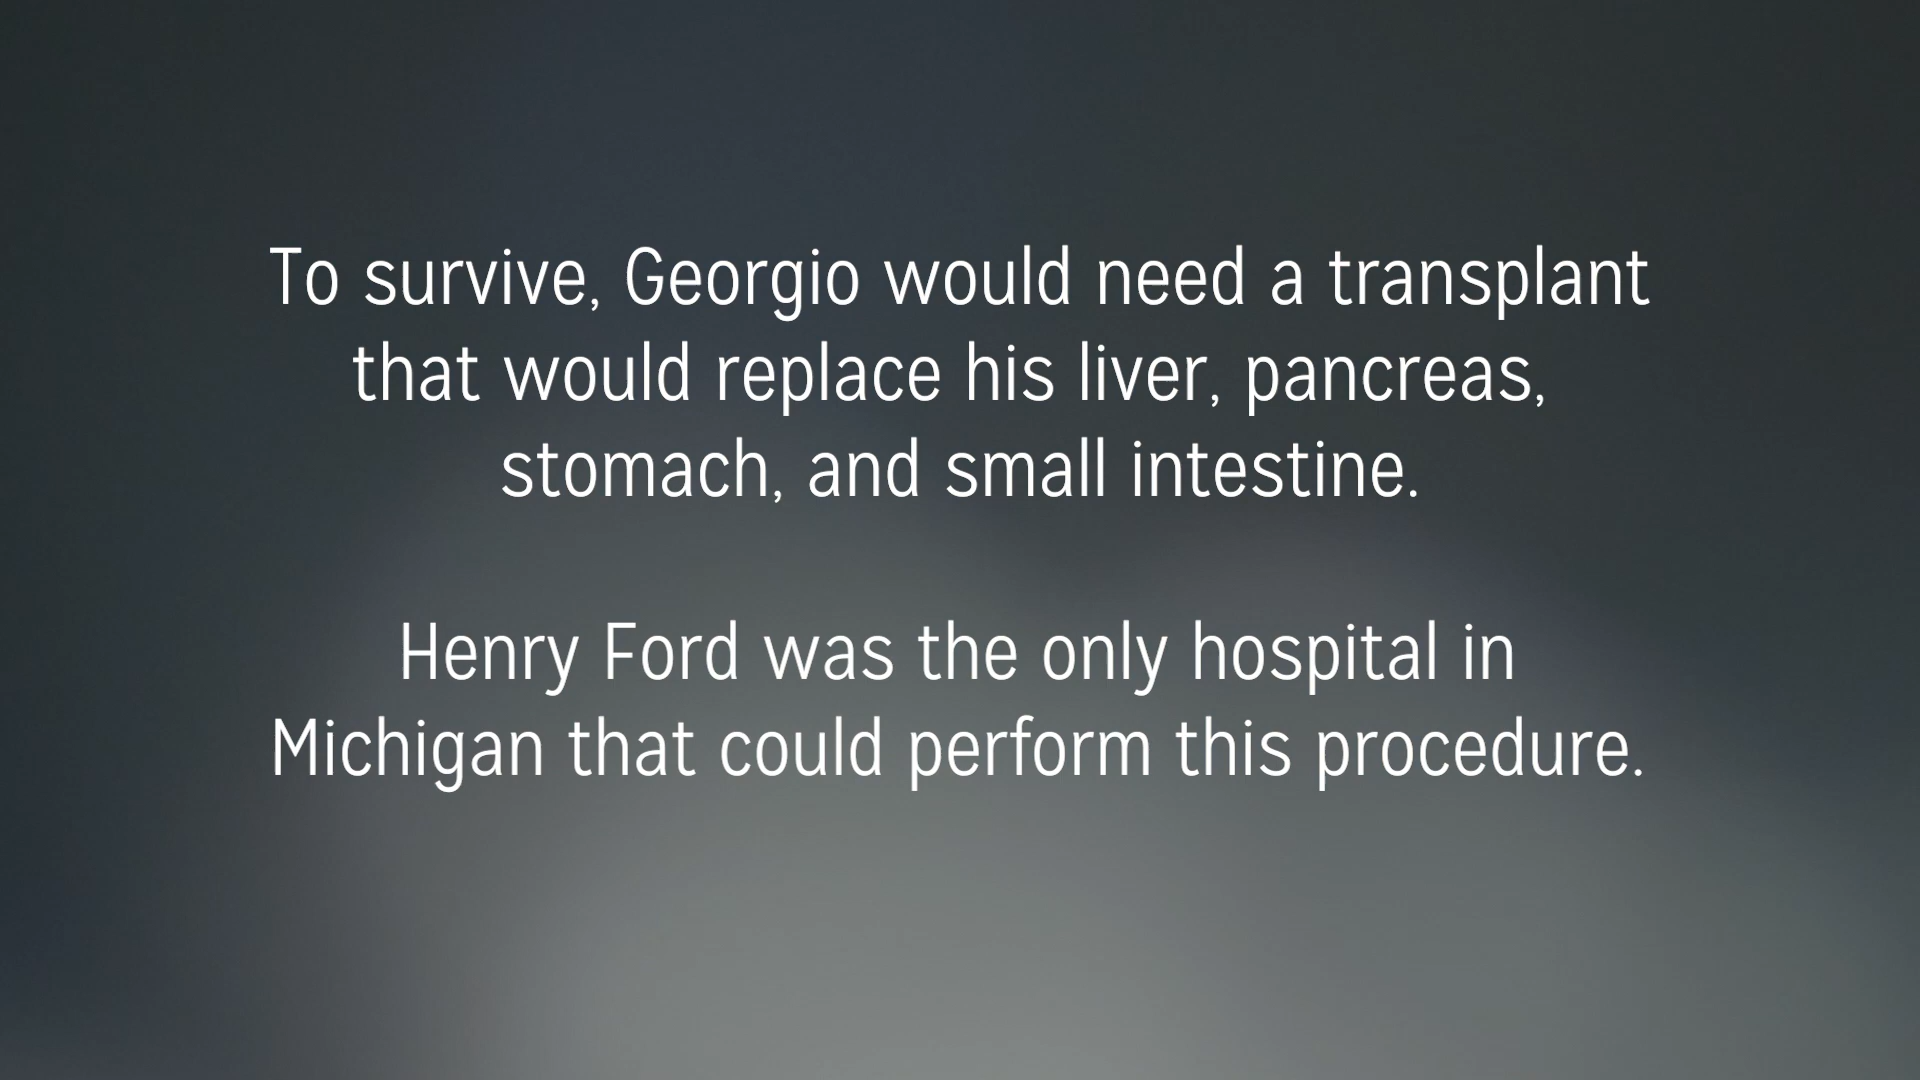 To survive, Georgio would need a transplant
that would replace his liver, pancreas,
stomach, and small intestine.
Henry Ford was the only hospital in
Michigan that could perform this procedure.